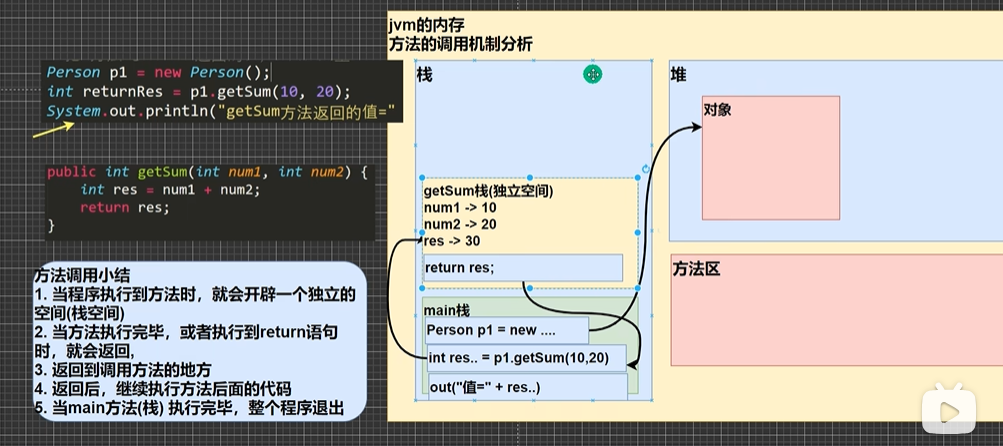 jvm的内存
方法的调用机制分析
Person p1 = new Person();
int returnRes = p1.getSum(10, 20);
System.out.println("getSum方法返回的值="
public int getSum(int num1, int num2) {
int res = num1 + num2;
return res;
}
方法调用小结
1. 当程序执行到方法时，就会开辟一个独立的
空间(栈空间)
2. 当方法执行完毕，或者执行到return语句
时，就会返回,
3. 返回到调用方法的地方
4. 返回后，继续执行方法后面的代码
5. 当main方法(栈) 执行完毕，整个程序退出
栈
getSum栈(独立空间)
num1 -> 10
num2 -> 20
res -> 30
return res;
main栈
Person p1 = new ....
int res.. = p1.getSum(10,20)
out("值=" + res..)
堆
对象
方法区